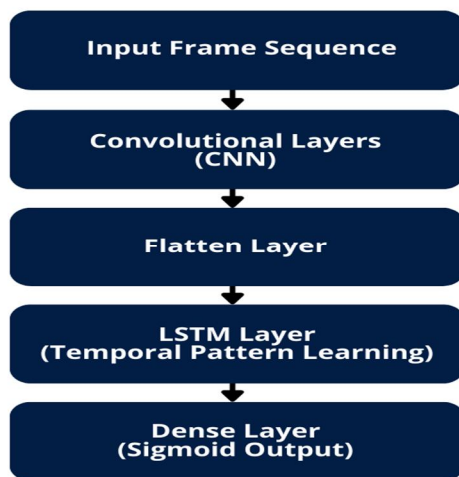 Input Frame Sequence
Convolutional Layers
(CNN)
Flatten Layer
LSTM Layer
(Temporal Pattern Learning)
Dense Layer
(Sigmoid Output)